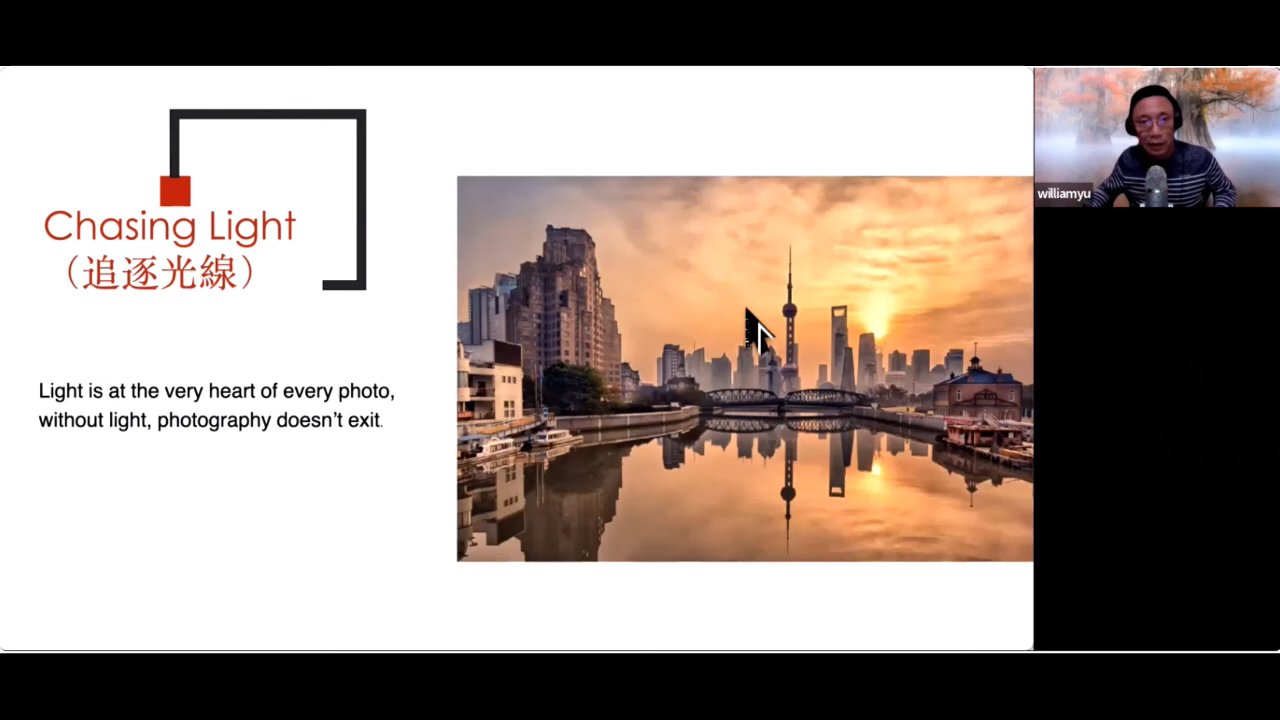 Chasing Light
（追逐光線）
Light is at the very heart of every photo,
without light, photography doesn’t exit.
williamyu